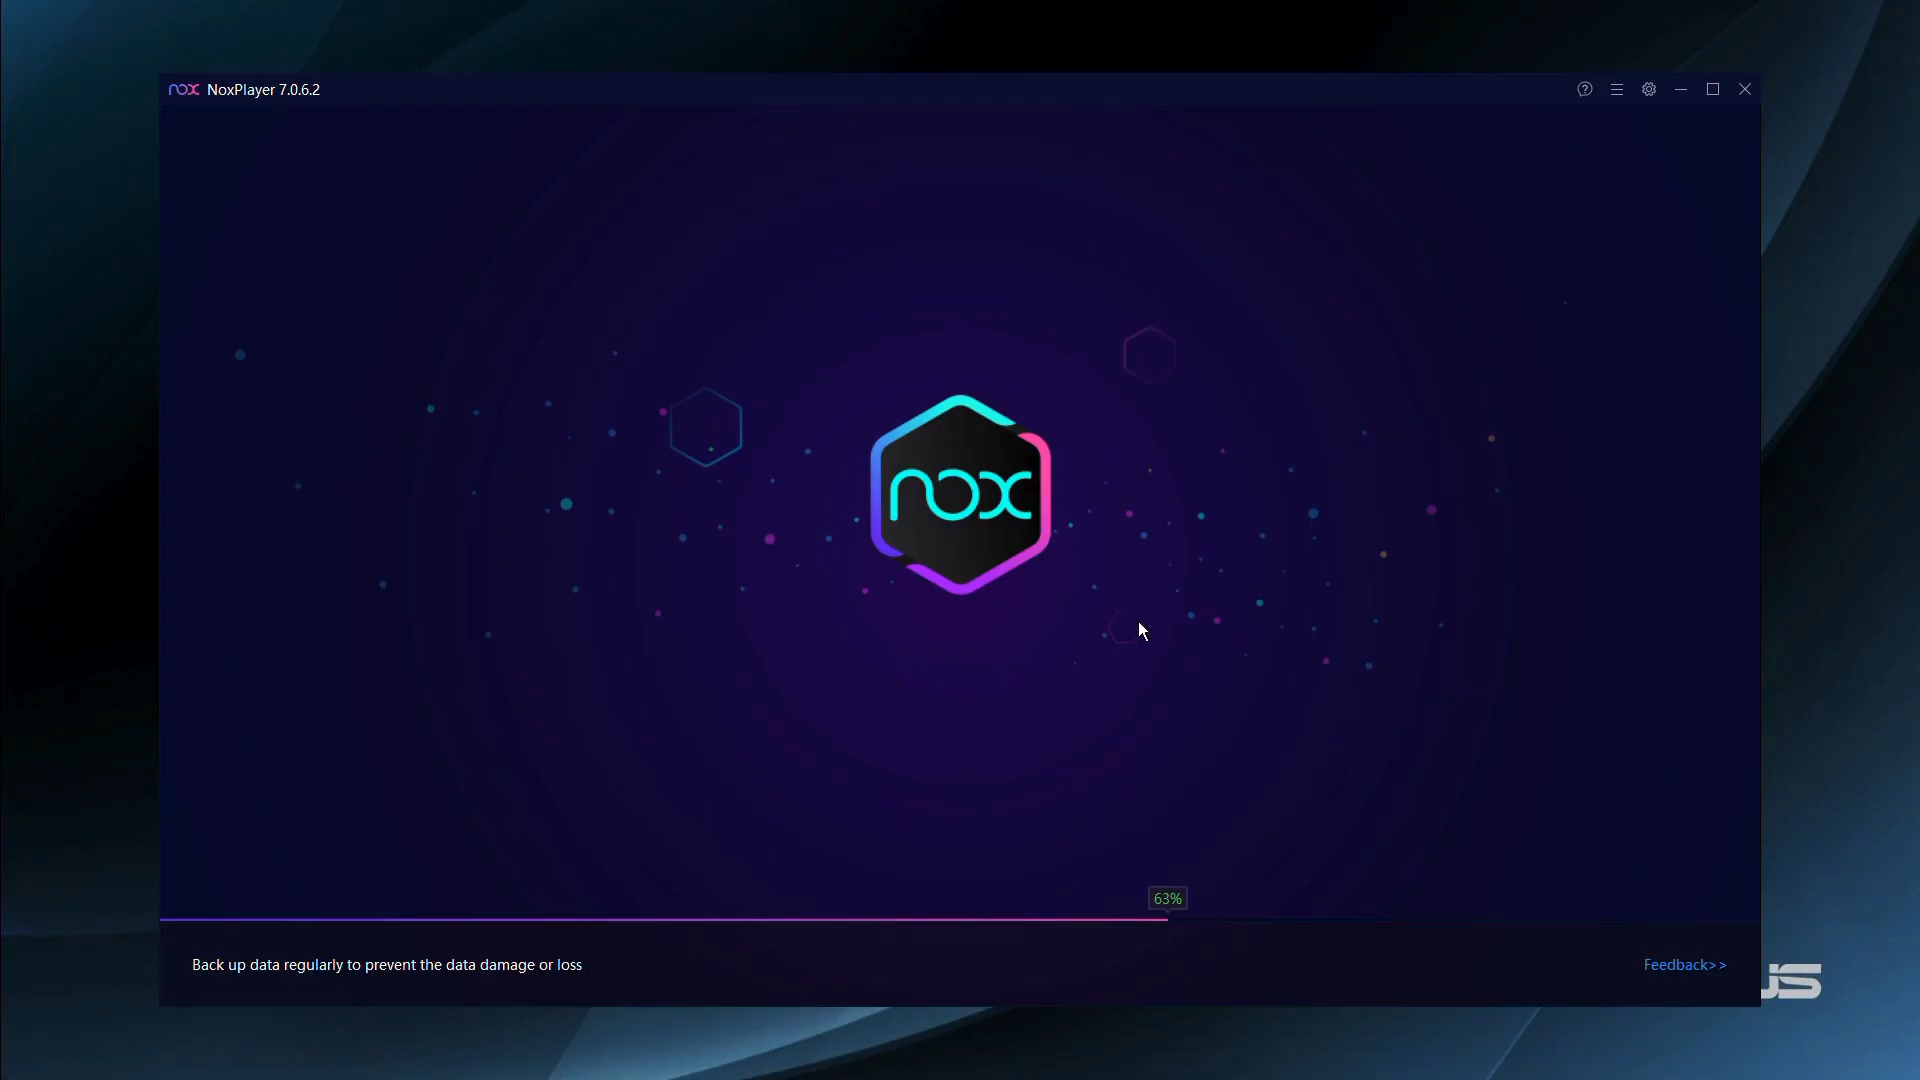 nox NoxPlayer 7.0.6.2
nox
63%
Back up data regularly to prevent the data damage or loss
Feedback>>